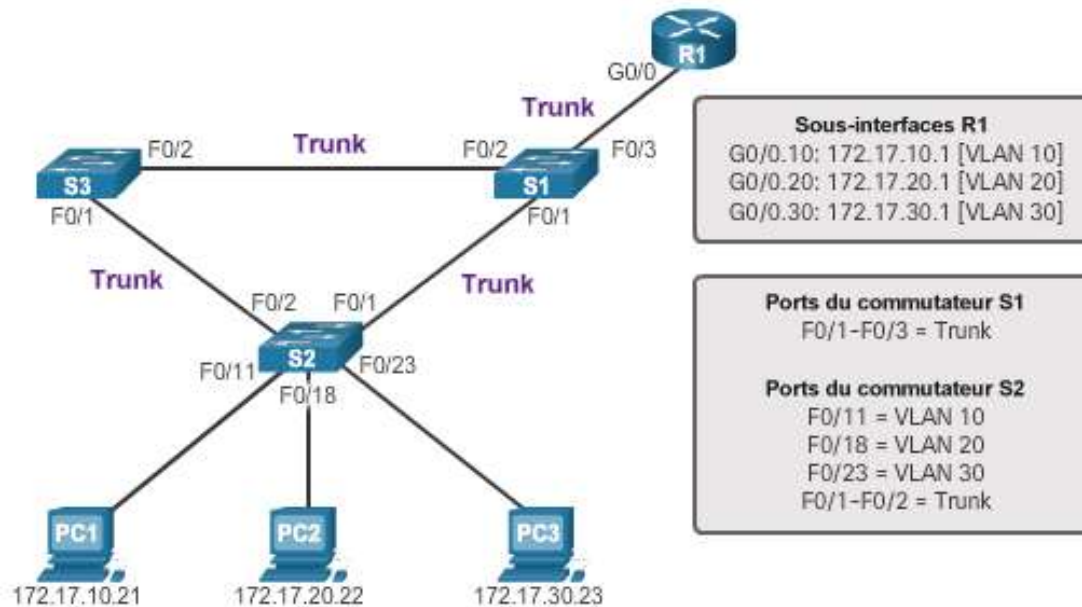 R1
G0/0
Trunk
F0/2
Trunk
F0/2
F0/3
S3
S1
F0/1
F0/1
Trunk
Trunk
F0/2
F0/1
S2
F0/11
F0/23
F0/18
PC1
PC2
PC3
172.17.10.21
172.17.20.22
172.17.30.23
Sous-interfaces R1
G0/0.10: 172.17.10.1 [VLAN 10]
G0/0.20: 172.17.20.1 [VLAN 20]
G0/0.30: 172.17.30.1 [VLAN 30]
Ports du commutateur S1
F0/1-F0/3 = Trunk
Ports du commutateur S2
F0/11 = VLAN 10
F0/18 = VLAN 20
F0/23 = VLAN 30
F0/1-F0/2 = Trunk